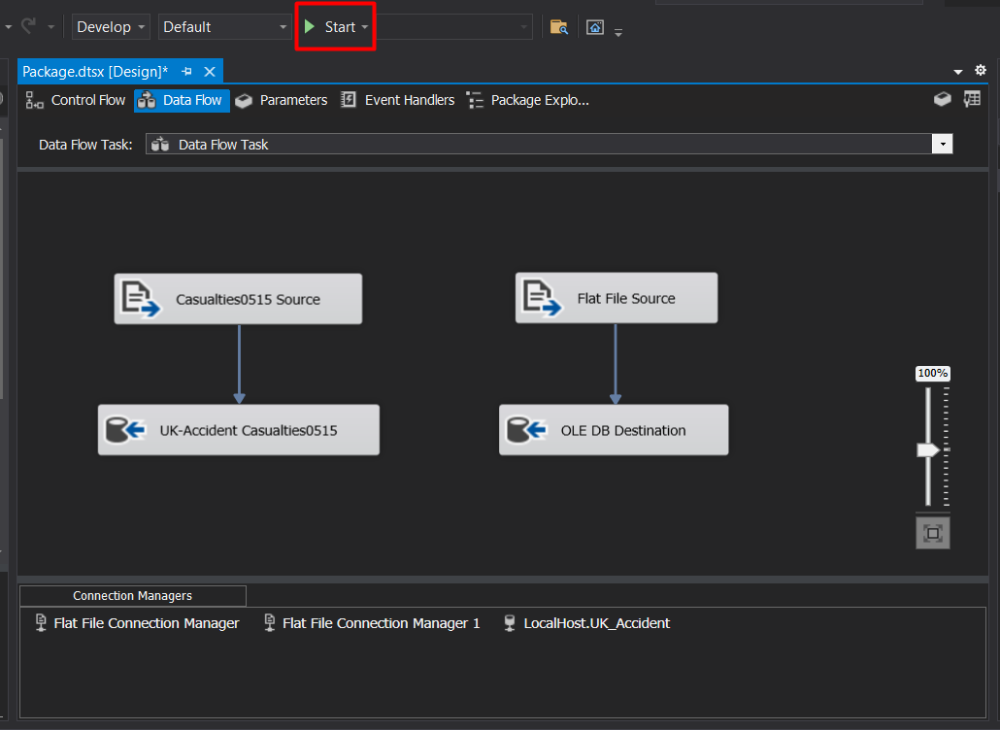 Develop Default Start
Package.dtsx [Design]*
Control Flow Data Flow Parameters Event Handlers Package Explo...
Data Flow Task: Data Flow Task
Casualties0515 Source Flat File Source
100%
UK-Accident Casualties0515 OLE DB Destination
Connection Managers
Flat File Connection Manager Flat File Connection Manager 1 LocalHost.UK_Accident